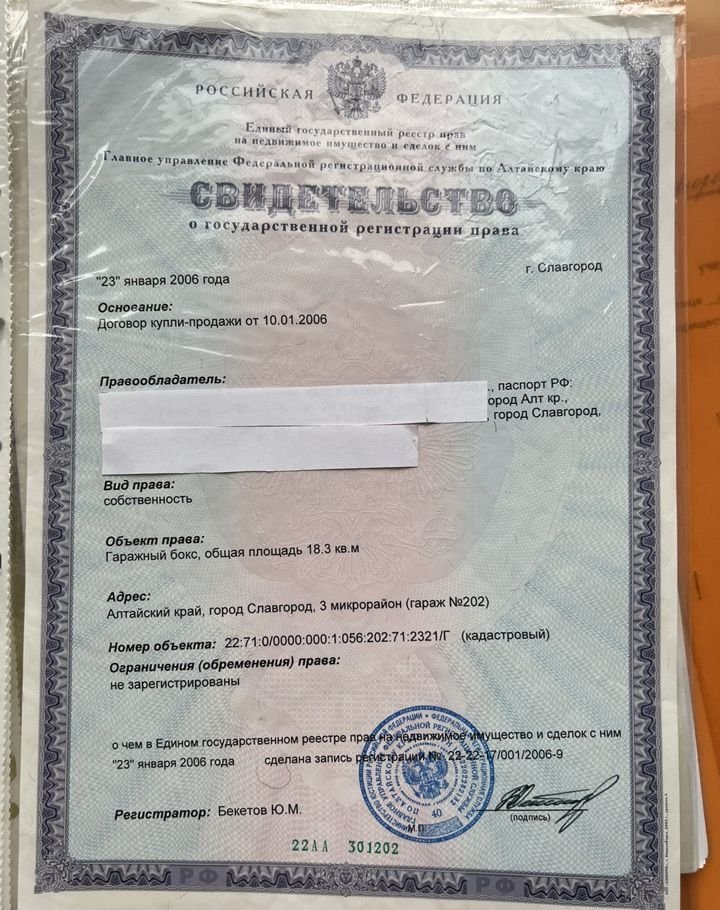 РОССИЙСКАЯ ФЕДЕРАЦИЯ
Единый государственный реестр прав
на недвижимое имущество и сделок с ним
Главное управление Федеральной регистрационной службы по Алтайскому краю
СВИДЕТЕЛЬСТВО
о государственной регистрации права
г. Славгород
"23" января 2006 года
Основание:
Договор купли-продажи от 10.01.2006
Правообладатель:
., паспорт РФ:
ород Алт кр.,
, город Славгород,
Вид права:
собственность
Объект права:
Гаражный бокс, общая площадь 18.3 кв.м
Адрес:
Алтайский край, город Славгород, 3 микрорайон (гараж №202)
Номер объекта: 22:71:0/0000:000:1:056:202:71:2321/Г (кадастровый)
Ограничения (обременения) права:
не зарегистрированы
о чем в Едином государственном реестре прав на недвижимое имущество и сделок с ним
"23" января 2006 года сделана запись регистрации № 22-22-17/001/2006-9
Регистратор: Бекетов Ю.М.
М.П.
(подпись)
22АА 301202
РФ РФ